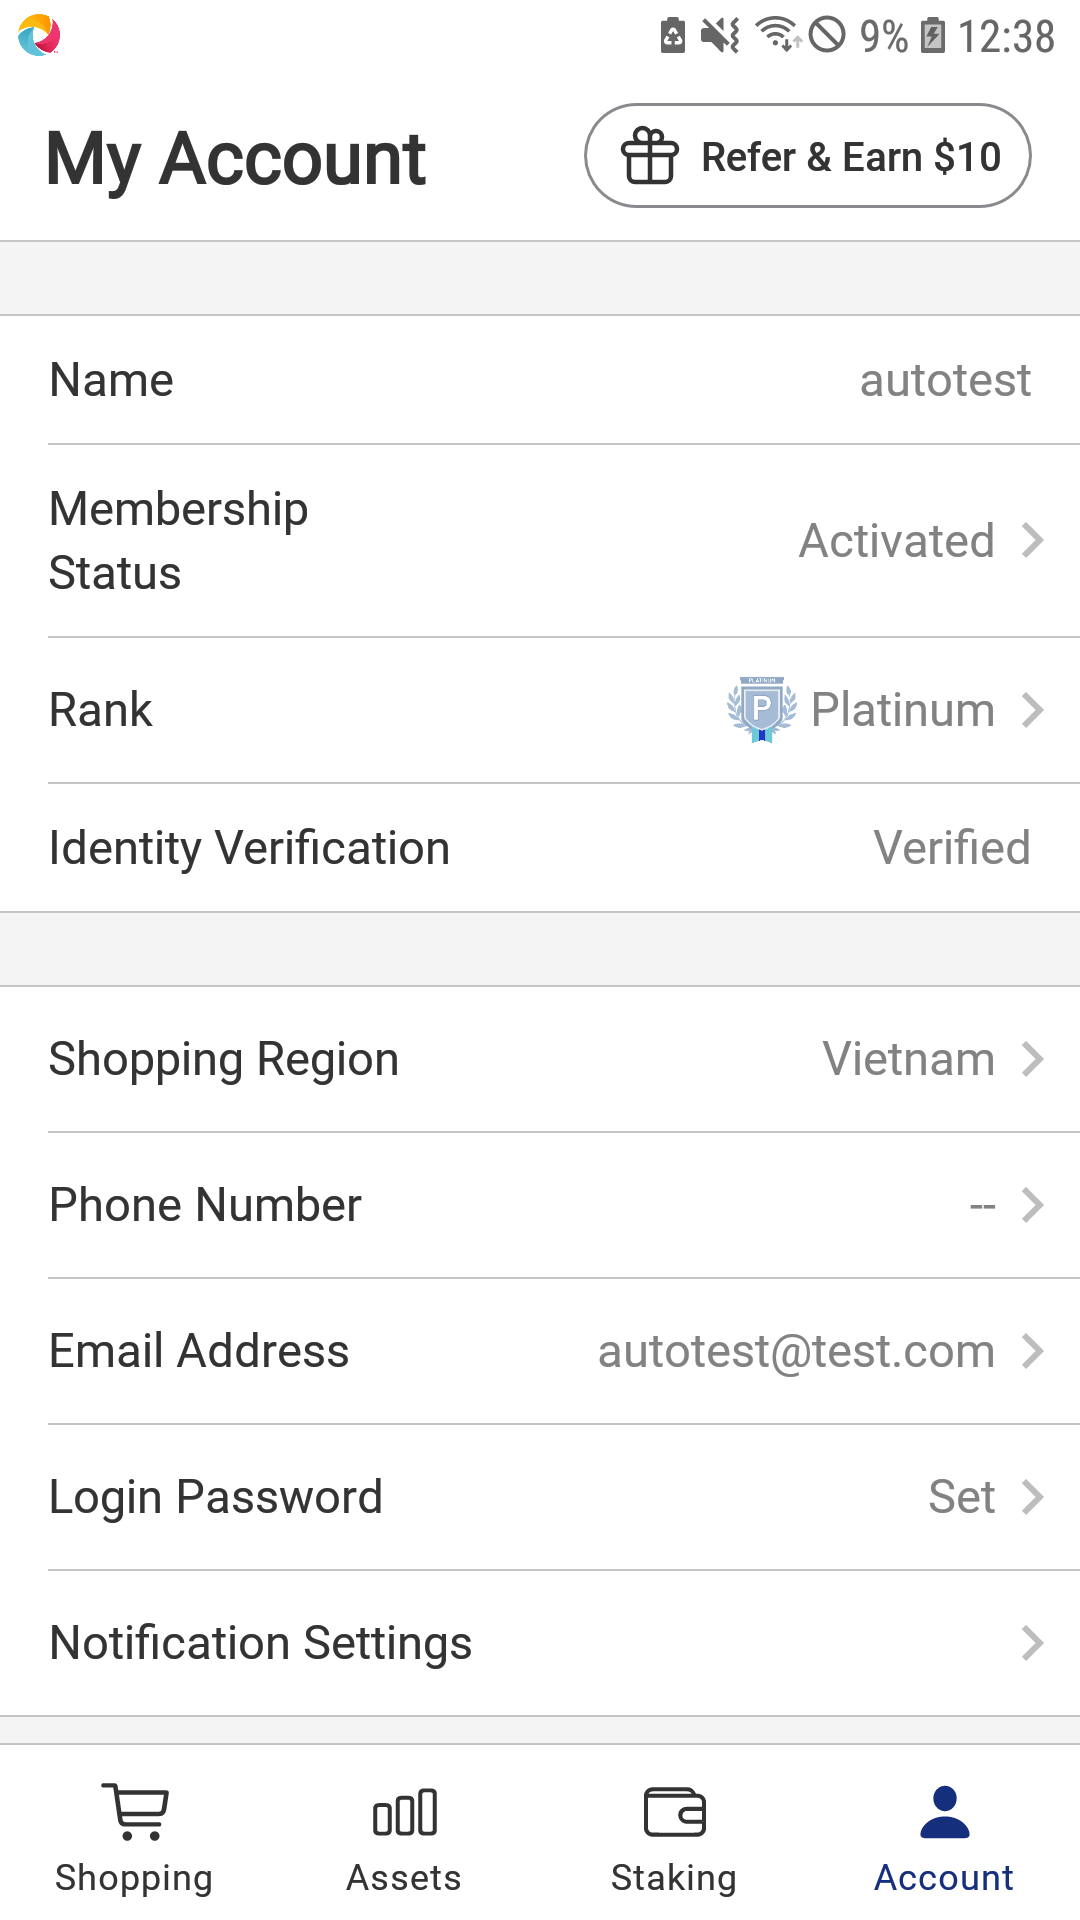 9% 12:38
My Account
Refer & Earn $10
Name
autotest
Membership
Status
Activated
Rank
PLATINUM
P
Platinum
Identity Verification
Verified
Shopping Region
Vietnam
Phone Number
--
Email Address
autotest@test.com
Login Password
Set
Notification Settings
Shopping
Assets
Staking
Account